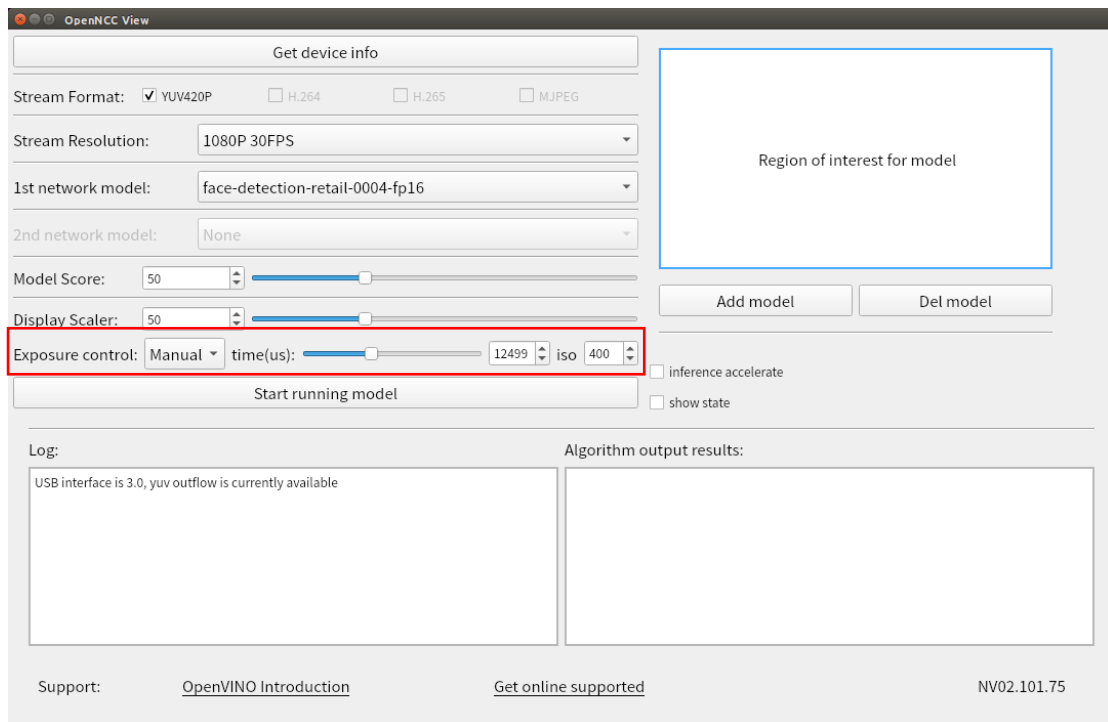 OpenNCC View
Get device info
Stream Format: YUV420P H.264 H.265 MJPEG
Stream Resolution: 1080P 30FPS
1st network model: face-detection-retail-0004-fp16
2nd network model: None
Model Score: 50
Display Scaler: 50
Exposure control: Manual time(us): 12499 iso 400
Start running model
Region of interest for model
Add model Del model
inference accelerate
show state
Log:
USB interface is 3.0, yuv outflow is currently available
Algorithm output results:
Support: OpenVINO Introduction Get online supported NV02.101.75